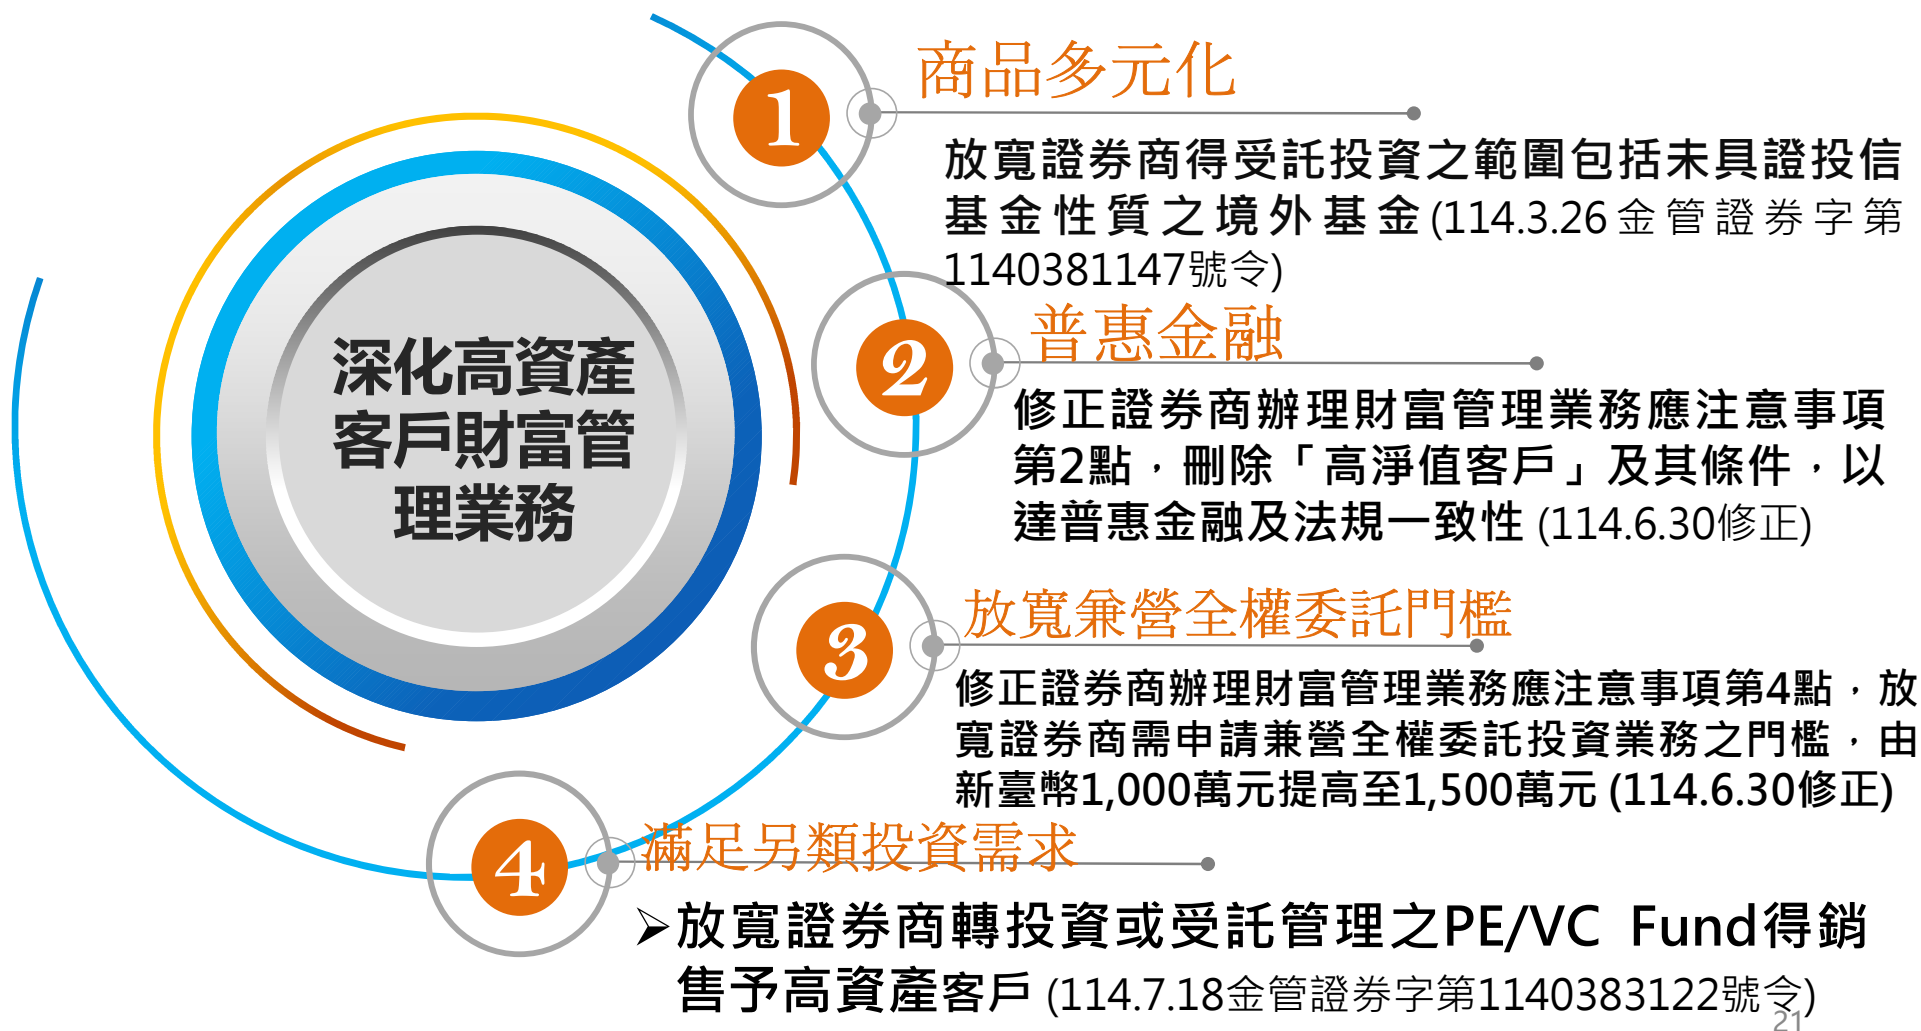 深化高資產
客戶財富管
理業務
1
商品多元化
放寬證券商得受託投資之範圍包括未具證投信
基金性質之境外基金(114.3.26金管證券字第
1140381147號令)
2
普惠金融
修正證券商辦理財富管理業務應注意事項
第2點，刪除「高淨值客戶」及其條件，以
達普惠金融及法規一致性 (114.6.30修正)
3
放寬兼營全權委託門檻
修正證券商辦理財富管理業務應注意事項第4點，放
寬證券商需申請兼營全權委託投資業務之門檻，由
新臺幣1,000萬元提高至1,500萬元 (114.6.30修正)
4
滿足另類投資需求
➢放寬證券商轉投資或受託管理之PE/VC Fund得銷
售予高資產客戶 (114.7.18金管證券字第1140383122號令)
21